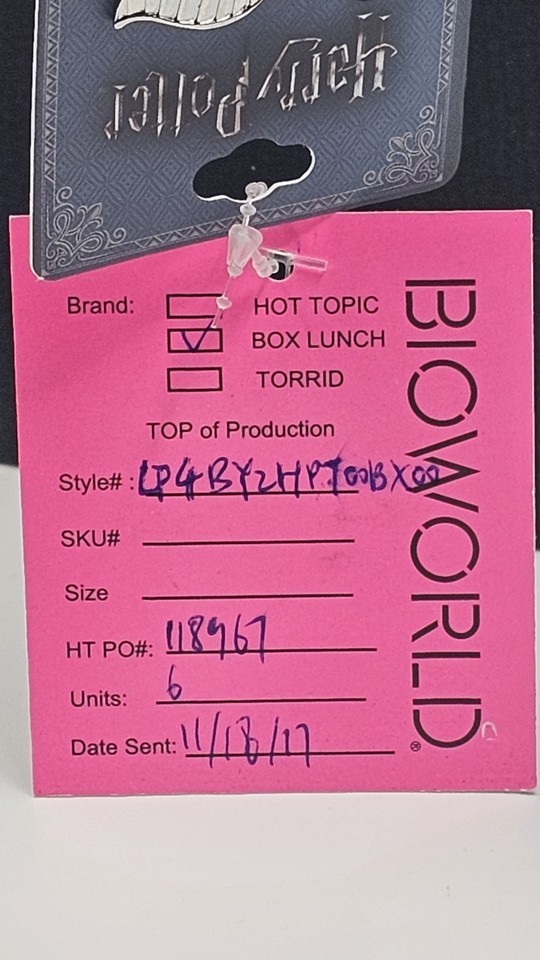 Harry Potter
Brand:
HOT TOPIC
BOX LUNCH
TORRID
TOP of Production
Style#: LP4BYZHPT00BX00
SKU#
Size
HT PO#: 118967
Units: 6
Date Sent: 11/18/17
BIOWORLD®